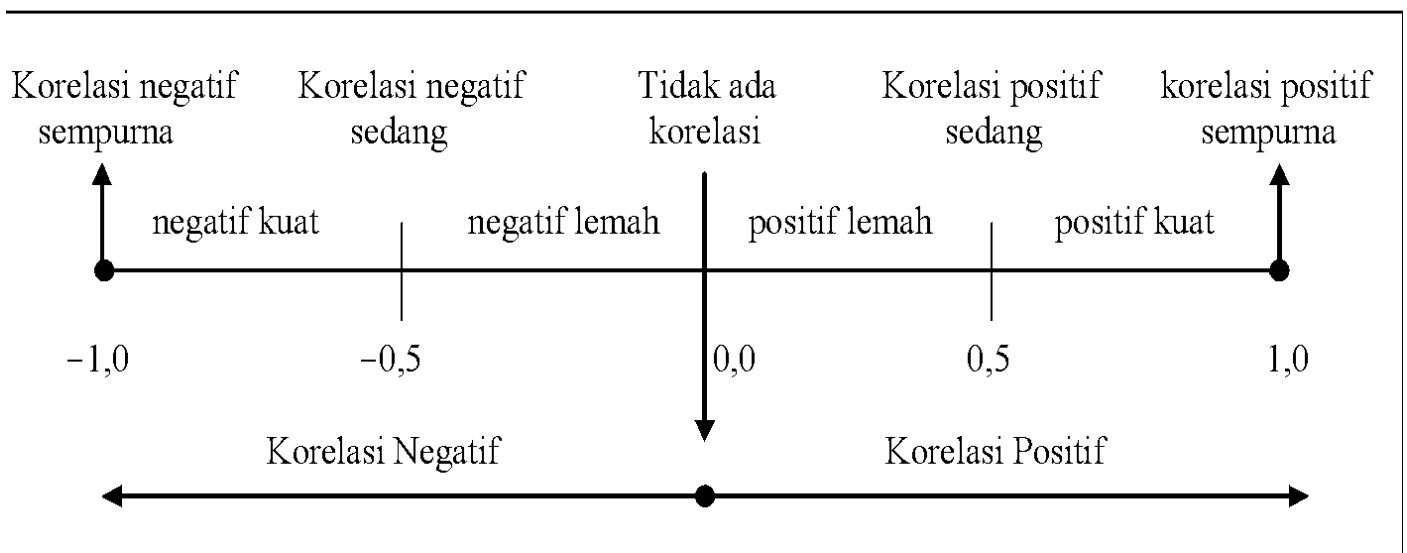 Korelasi negatif sempurna
Korelasi negatif sedang
Tidak ada korelasi
Korelasi positif sedang
korelasi positif sempurna
negatif kuat
negatif lemah
positif lemah
positif kuat
−1,0
−0,5
0,0
0,5
1,0
Korelasi Negatif
Korelasi Positif